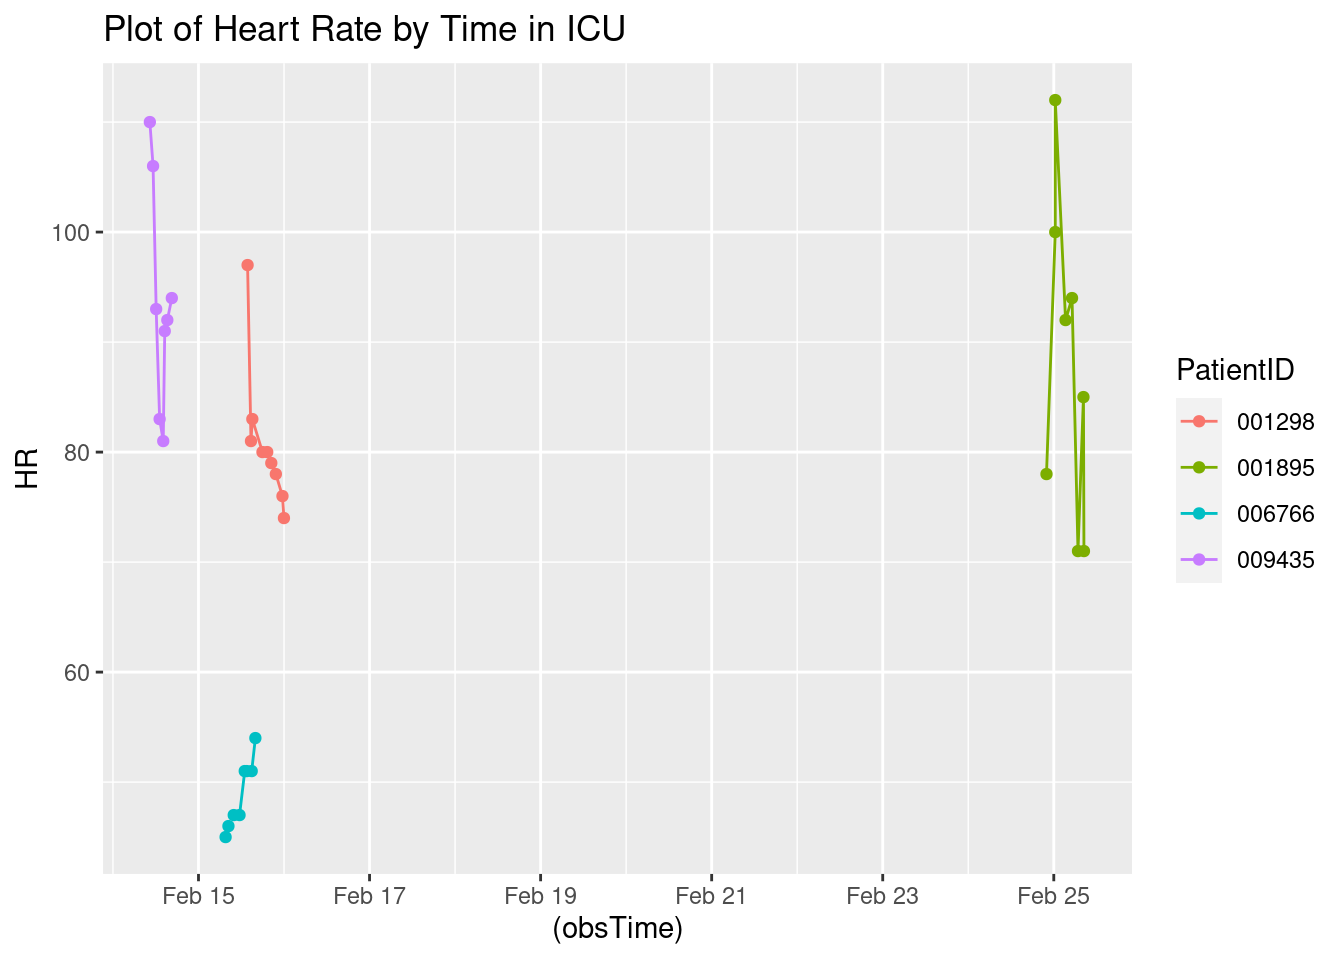 Plot of Heart Rate by Time in ICU
HR
100
80
60
Feb 15 Feb 17 Feb 19 Feb 21 Feb 23 Feb 25
(obsTime)
PatientID
001298
001895
006766
009435